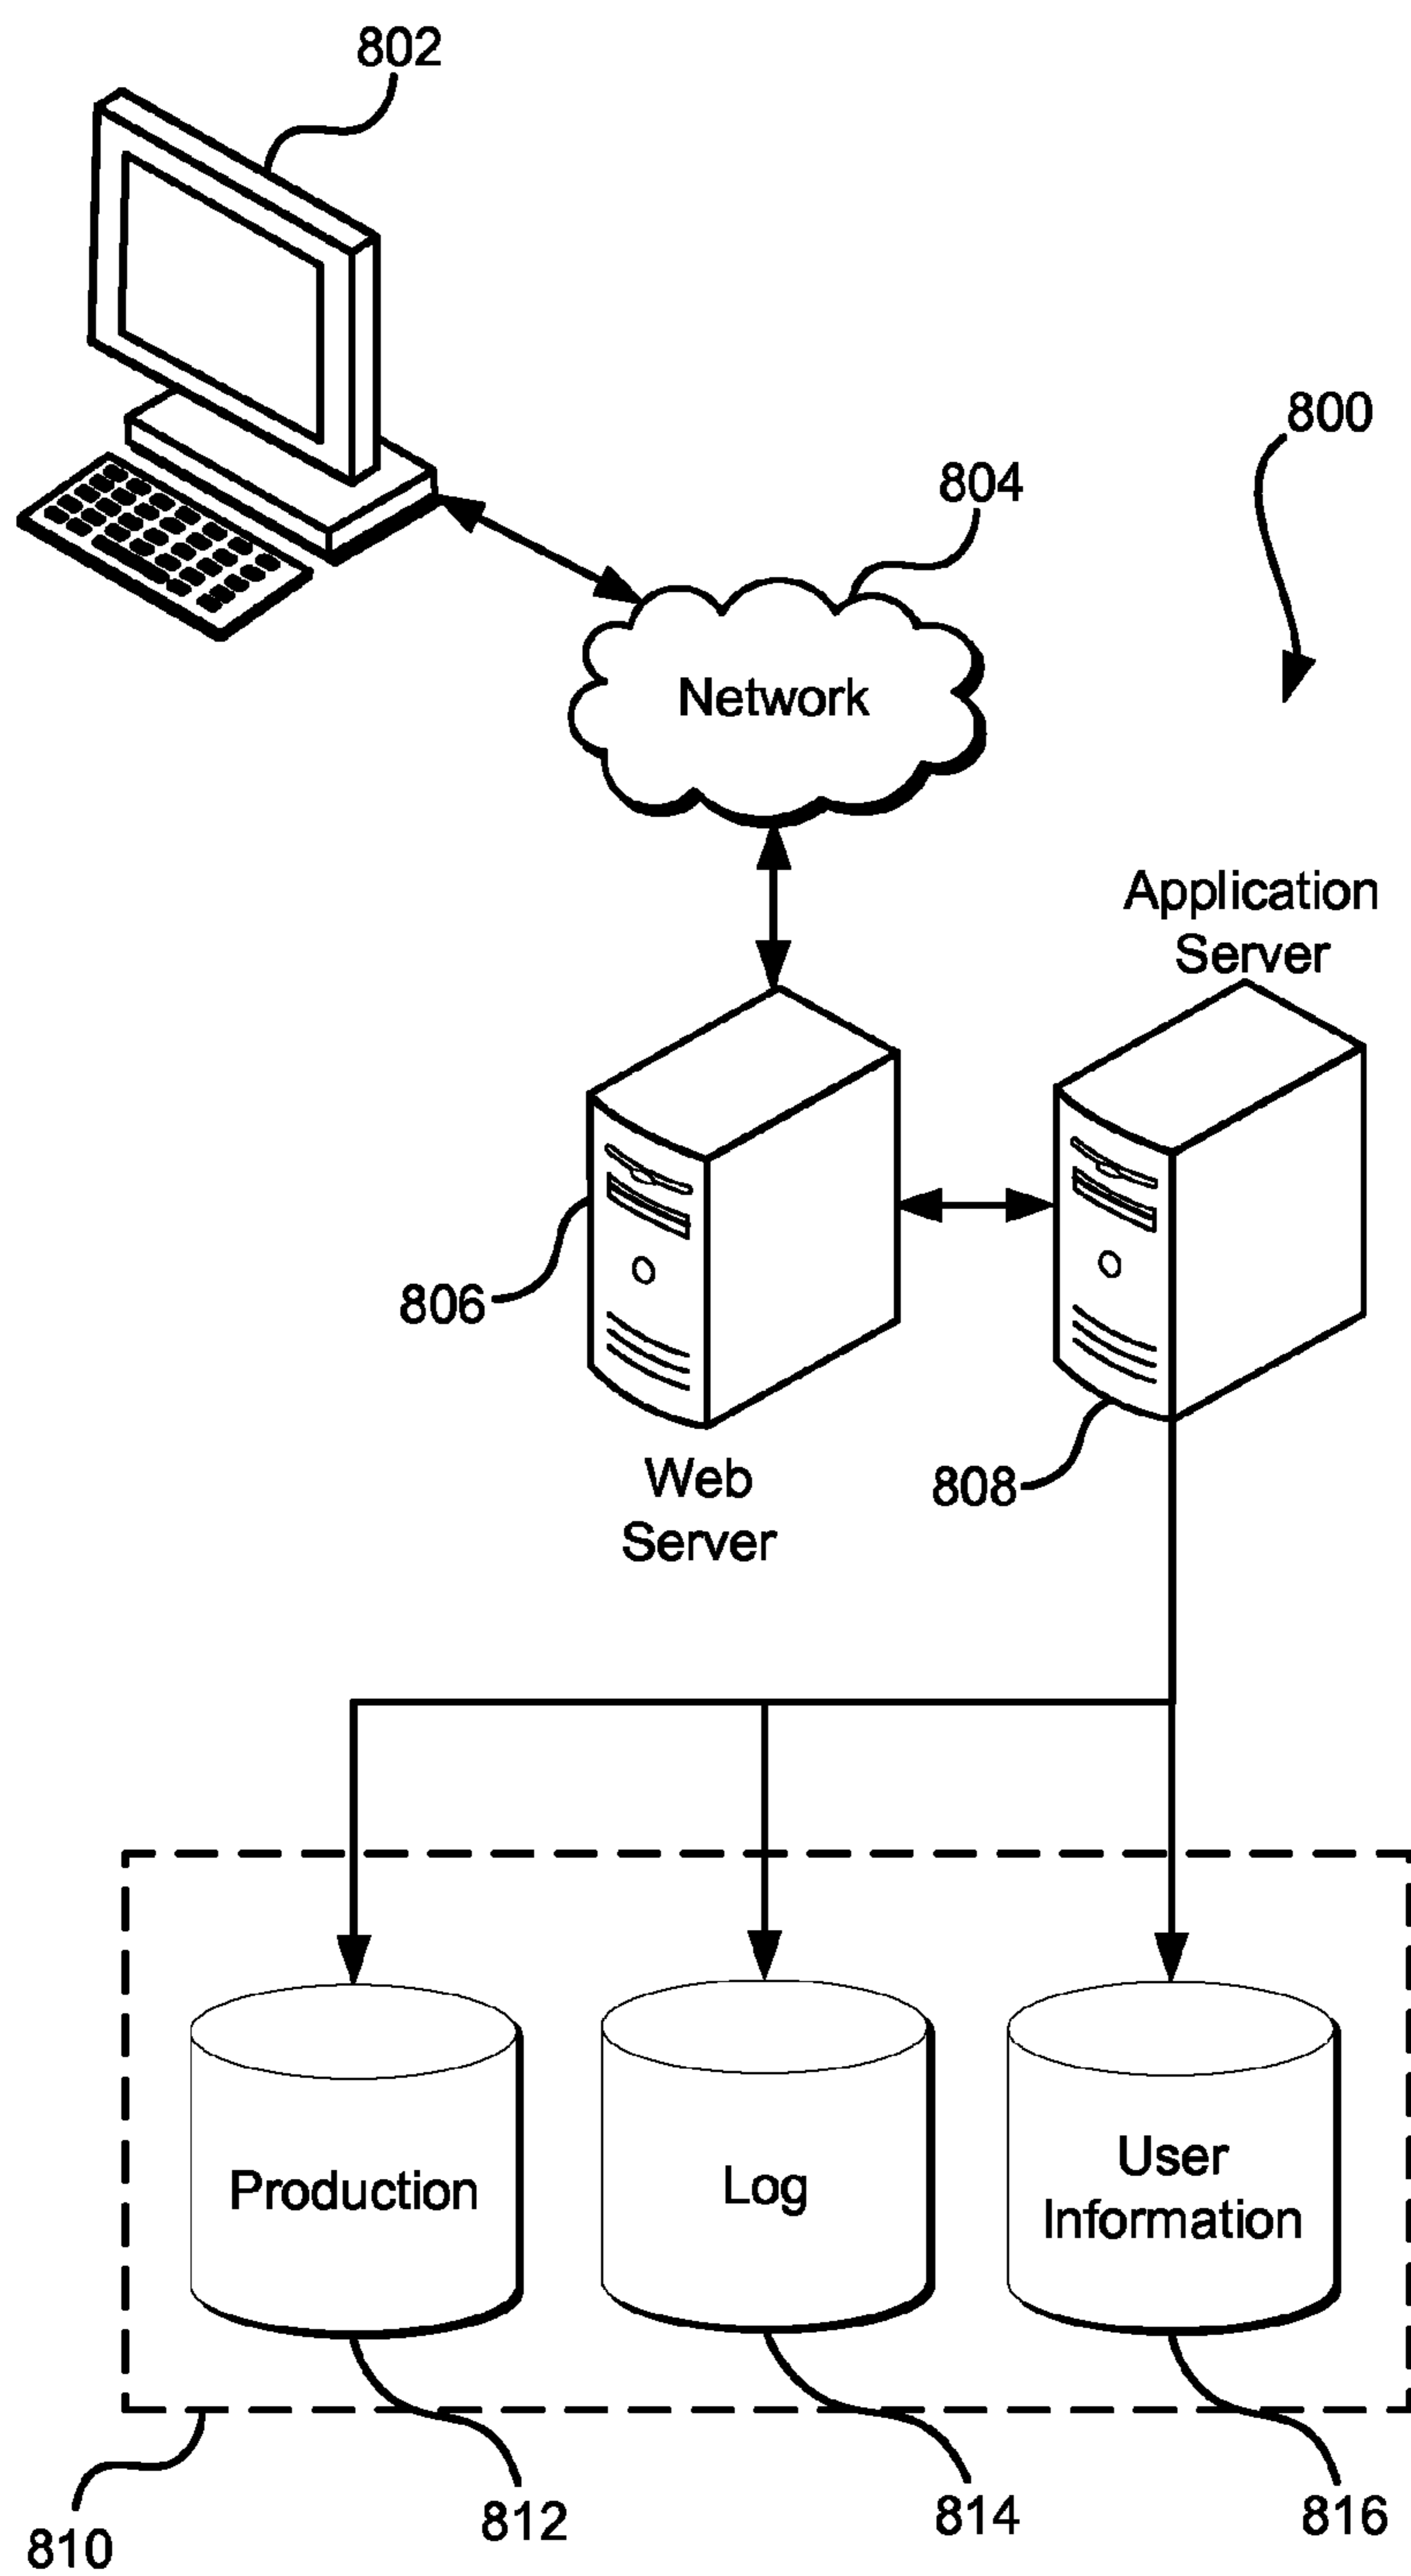 802
800
804
Network
Application
Server
806
Web
Server
808
Production
Log
User
Information
810
812
814
816